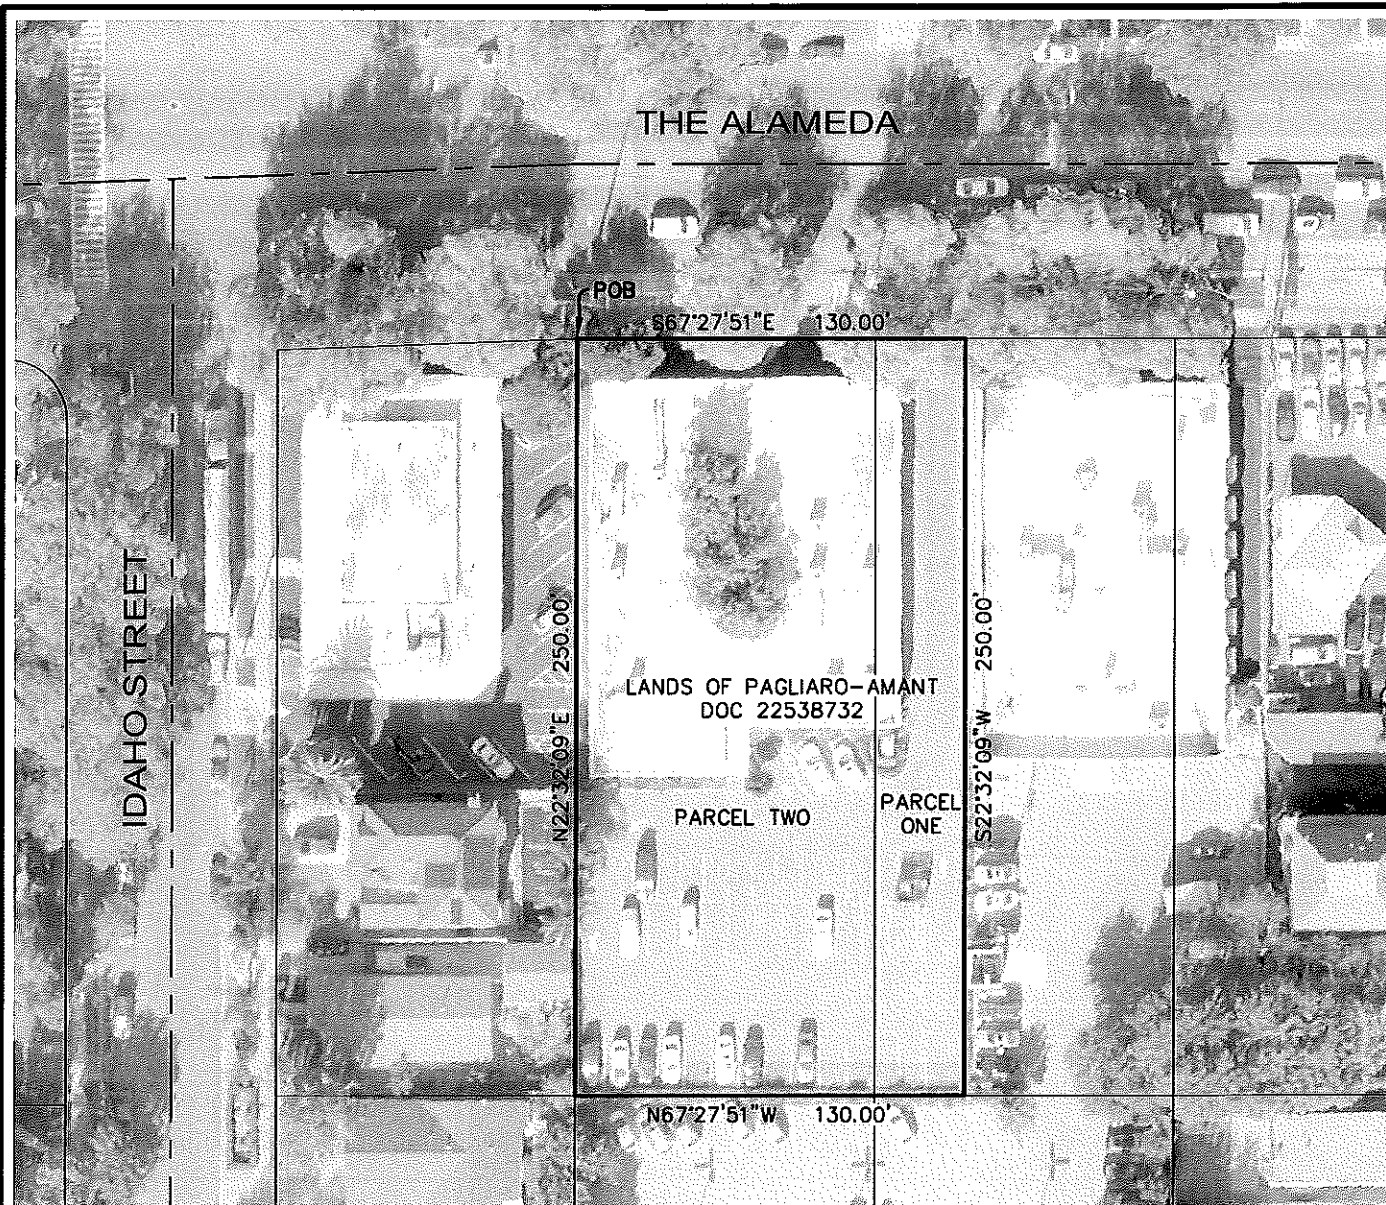 THE ALAMEDA
POB
S67°27'51"E 130.00'
IDAHO STREET
N22°32'09"E 250.00'
LANDS OF PAGLIARO-AMANT
DOC 22538732
S22°32'09"W 250.00'
PARCEL TWO
PARCEL
ONE
N67°27'51"W 130.00'